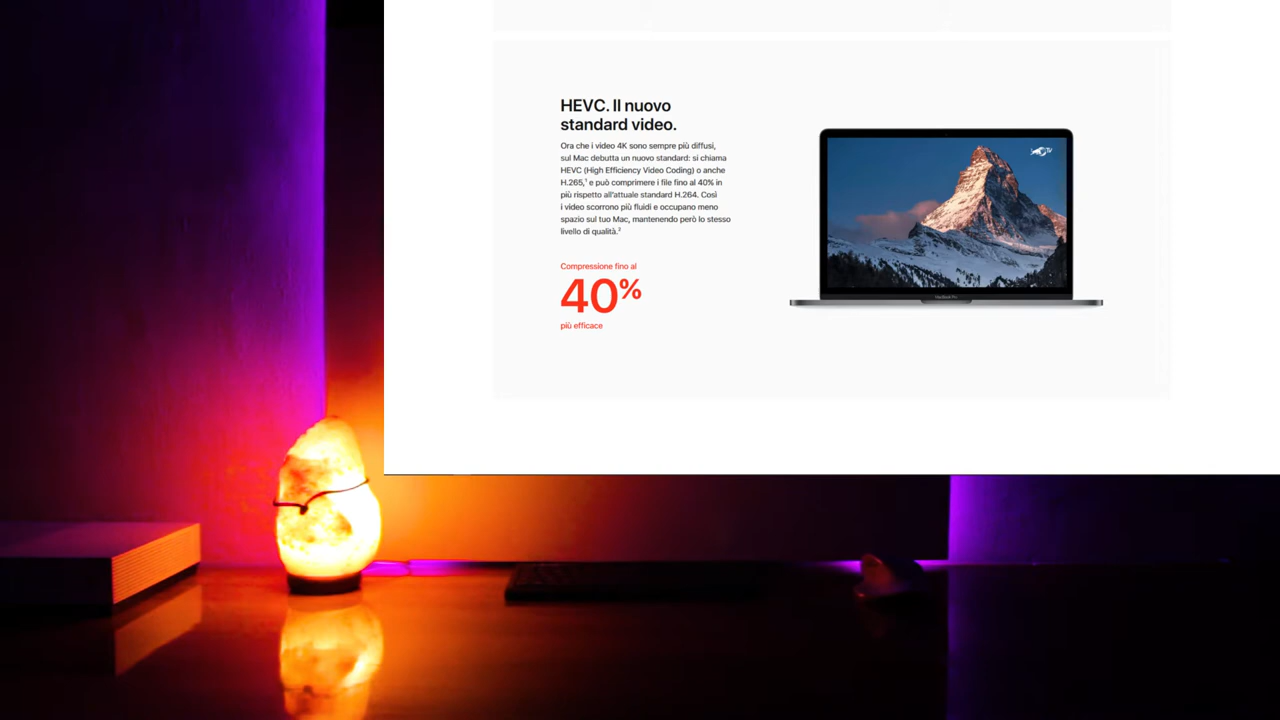 HEVC. Il nuovo
standard video.
Ora che i video 4K sono sempre più diffusi,
sul Mac debutta un nuovo standard: si chiama
HEVC (High Efficiency Video Coding) o anche
H.265,¹ e può comprimere i file fino al 40% in
più rispetto all'attuale standard H.264. Così
i video scorrono più fluidi e occupano meno
spazio sul tuo Mac, mantenendo però lo stesso
livello di qualità.²
Compressione fino al
40%
più efficace
MacBook Pro